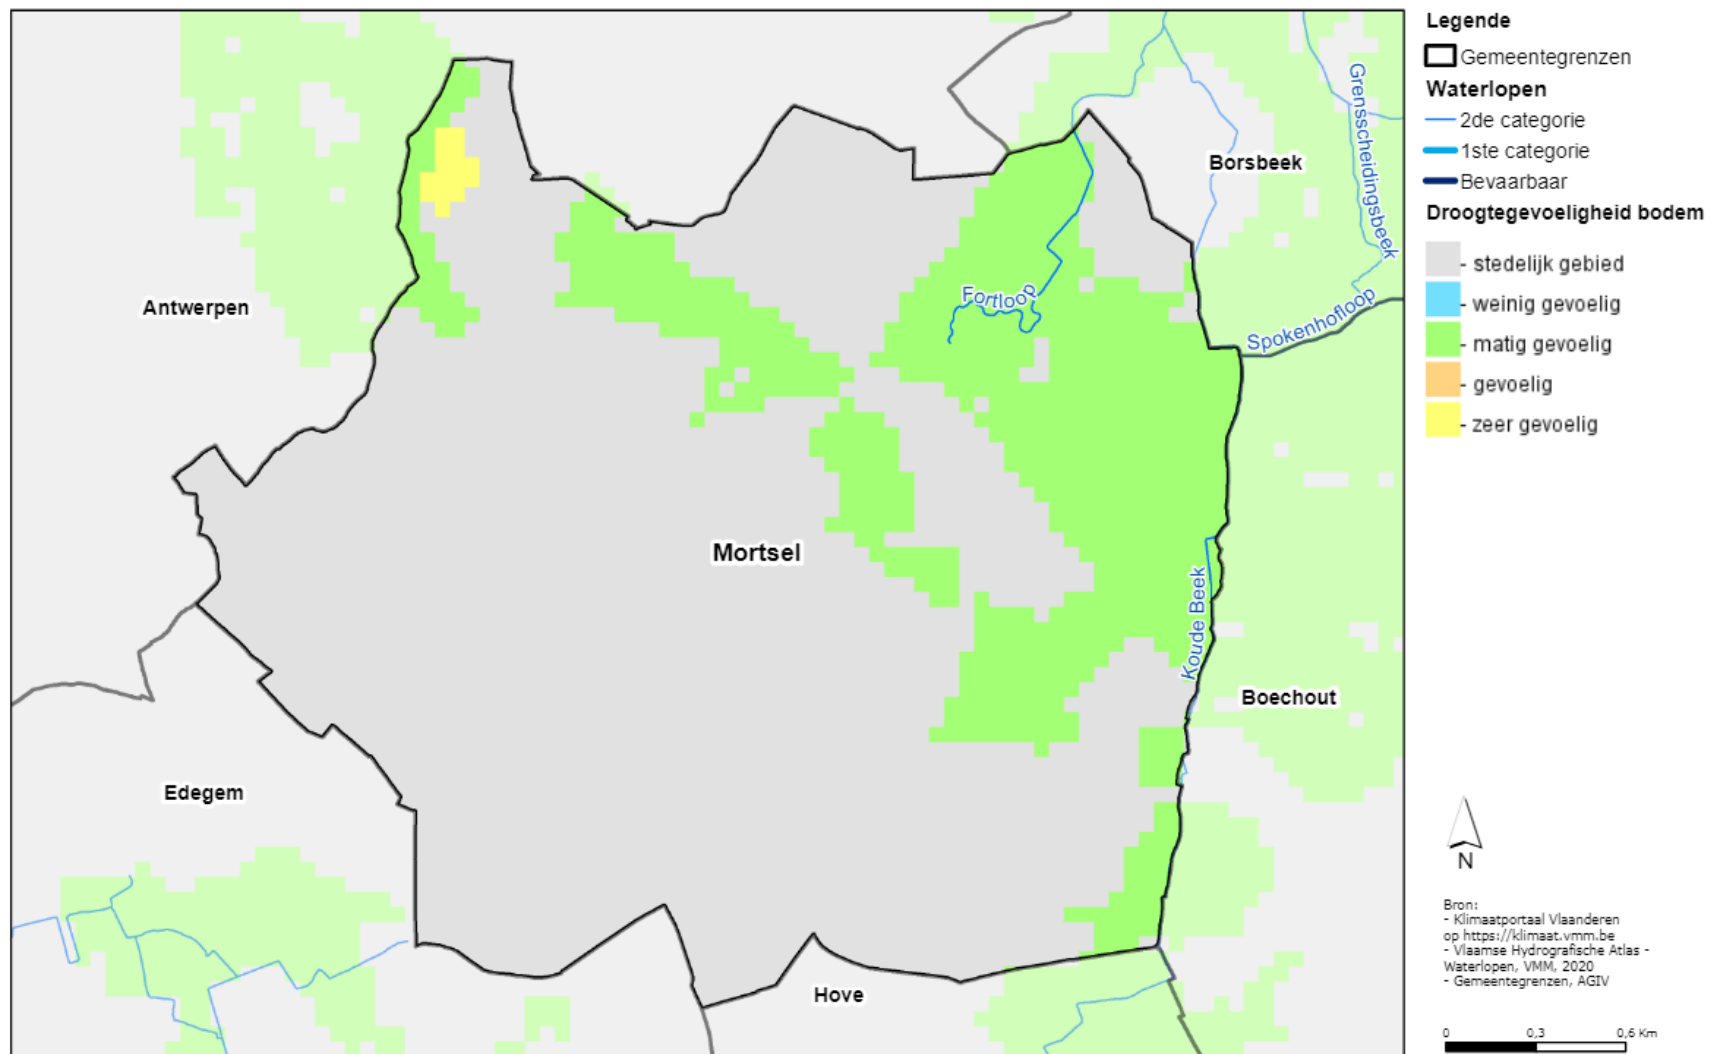 Antwerpen
Borsbeek
Mortsel
Edegem
Boechout
Hove
Fortloop
Koude Beek
Spokenhofloop
Grensscheidingsbeek
Legende
Gemeentegrenzen
Waterlopen
2de categorie
1ste categorie
Bevaarbaar
Droogtegevoeligheid bodem
- stedelijk gebied
- weinig gevoelig
- matig gevoelig
- gevoelig
- zeer gevoelig
N
Bron:
- Klimaatportaal Vlaanderen
op https://klimaat.vmm.be
- Vlaamse Hydrografische Atlas -
Waterlopen, VMM, 2020
- Gemeentegrenzen, AGIV
0 0,3 0,6 Km